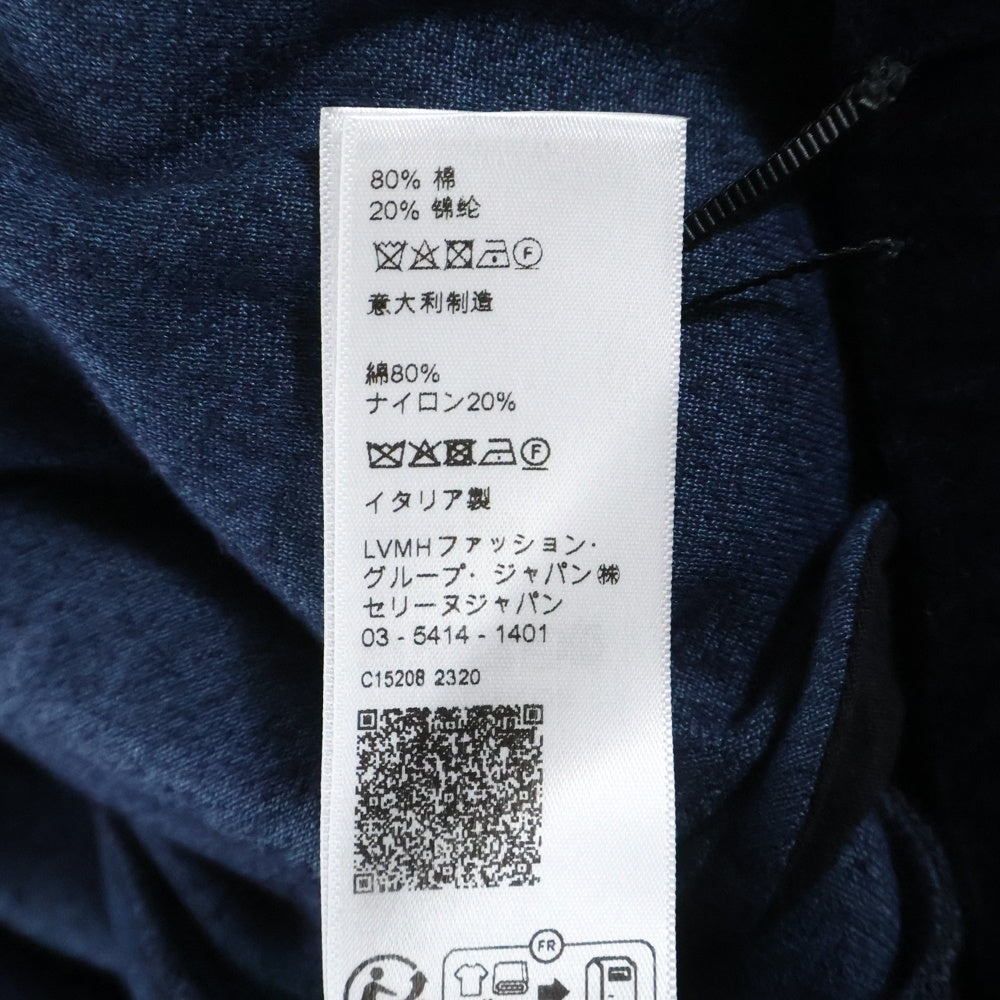 80% 棉
20% 锦纶
F
意大利制造
綿80%
ナイロン20%
F
イタリア製
LVMHファッション・
グループ・ジャパン㈱
セリーヌジャパン
03 - 5414 - 1401
C15208 2320
FR